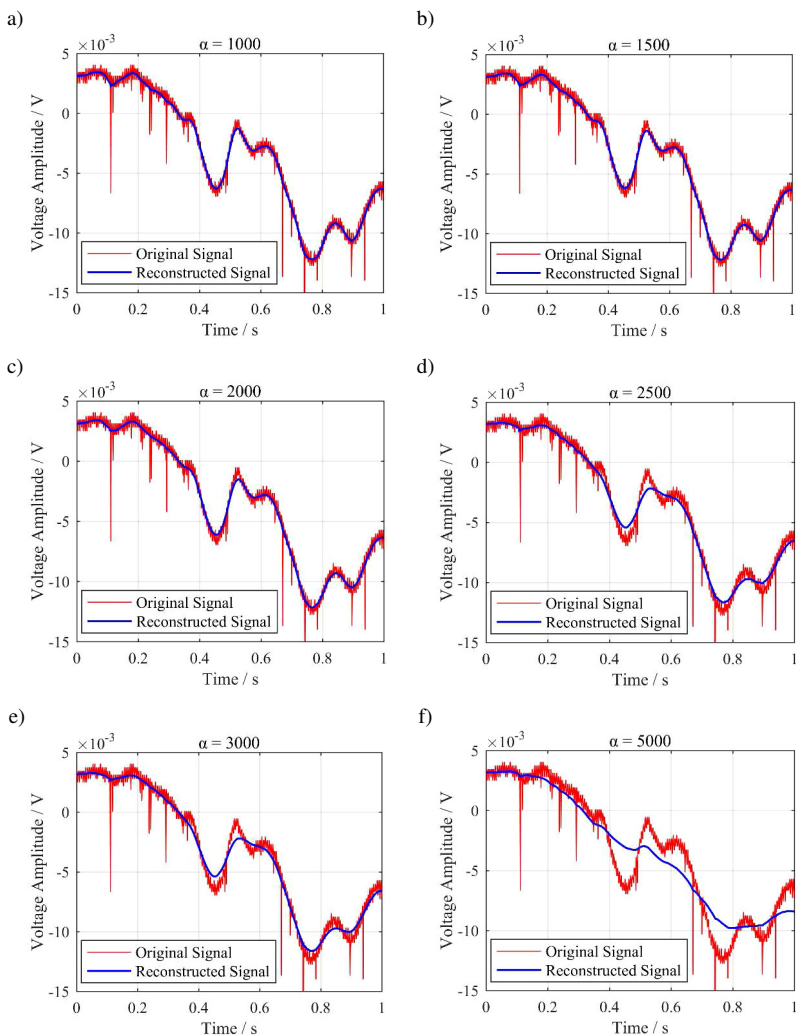 a)
×10⁻³
α = 1000
5
0
-5
-10
-15
Voltage Amplitude / V
Original Signal
Reconstructed Signal
0 0.2 0.4 0.6 0.8 1
Time / s
b)
×10⁻³
α = 1500
5
0
-5
-10
-15
Voltage Amplitude / V
Original Signal
Reconstructed Signal
0 0.2 0.4 0.6 0.8 1
Time / s
c)
×10⁻³
α = 2000
5
0
-5
-10
-15
Voltage Amplitude / V
Original Signal
Reconstructed Signal
0 0.2 0.4 0.6 0.8 1
Time / s
d)
×10⁻³
α = 2500
5
0
-5
-10
-15
Voltage Amplitude / V
Original Signal
Reconstructed Signal
0 0.2 0.4 0.6 0.8 1
Time / s
e)
×10⁻³
α = 3000
5
0
-5
-10
-15
Voltage Amplitude / V
Original Signal
Reconstructed Signal
0 0.2 0.4 0.6 0.8 1
Time / s
f)
×10⁻³
α = 5000
5
0
-5
-10
-15
Voltage Amplitude / V
Original Signal
Reconstructed Signal
0 0.2 0.4 0.6 0.8 1
Time / s